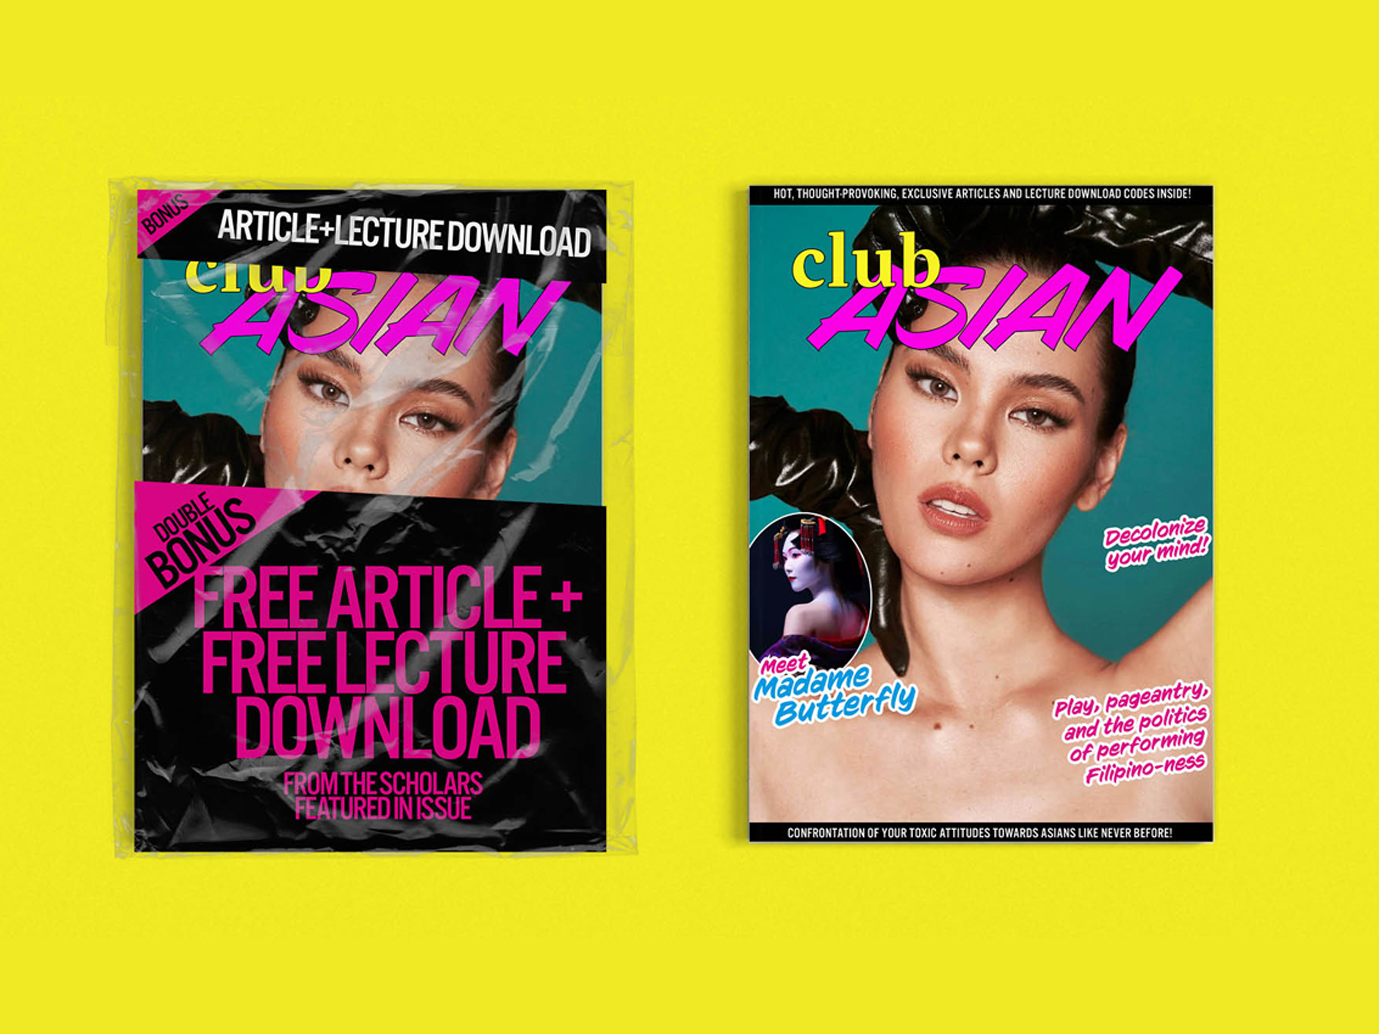 BONUS
ARTICLE+LECTURE DOWNLOAD
club
ASIAN
DOUBLE
BONUS
FREE ARTICLE +
FREE LECTURE
DOWNLOAD
FROM THE SCHOLARS
FEATURED IN ISSUE
HOT, THOUGHT-PROVOKING, EXCLUSIVE ARTICLES AND LECTURE DOWNLOAD CODES INSIDE!
club
ASIAN
Decolonize
your mind!
Meet
Madame
Butterfly
Play, pageantry,
and the politics
of performing
Filipino-ness
CONFRONTATION OF YOUR TOXIC ATTITUDES TOWARDS ASIANS LIKE NEVER BEFORE!